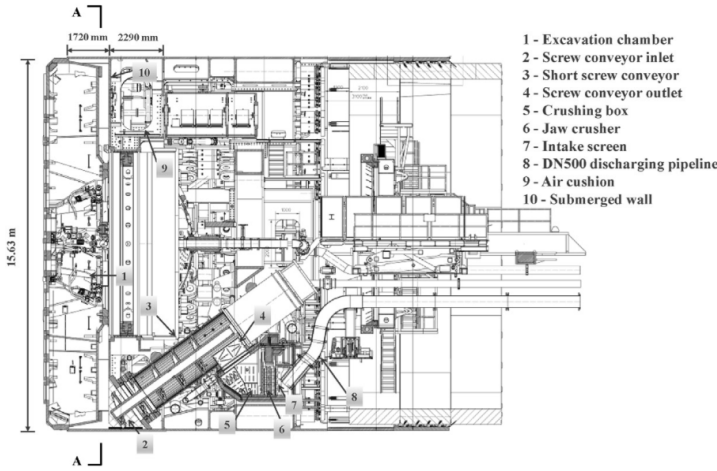 A
1720 mm
2290 mm
15.63 m
10
9
1
3
4
2
5
6
7
8
A
1 - Excavation chamber
2 - Screw conveyor inlet
3 - Short screw conveyor
4 - Screw conveyor outlet
5 - Crushing box
6 - Jaw crusher
7 - Intake screen
8 - DN500 discharging pipeline
9 - Air cushion
10 - Submerged wall